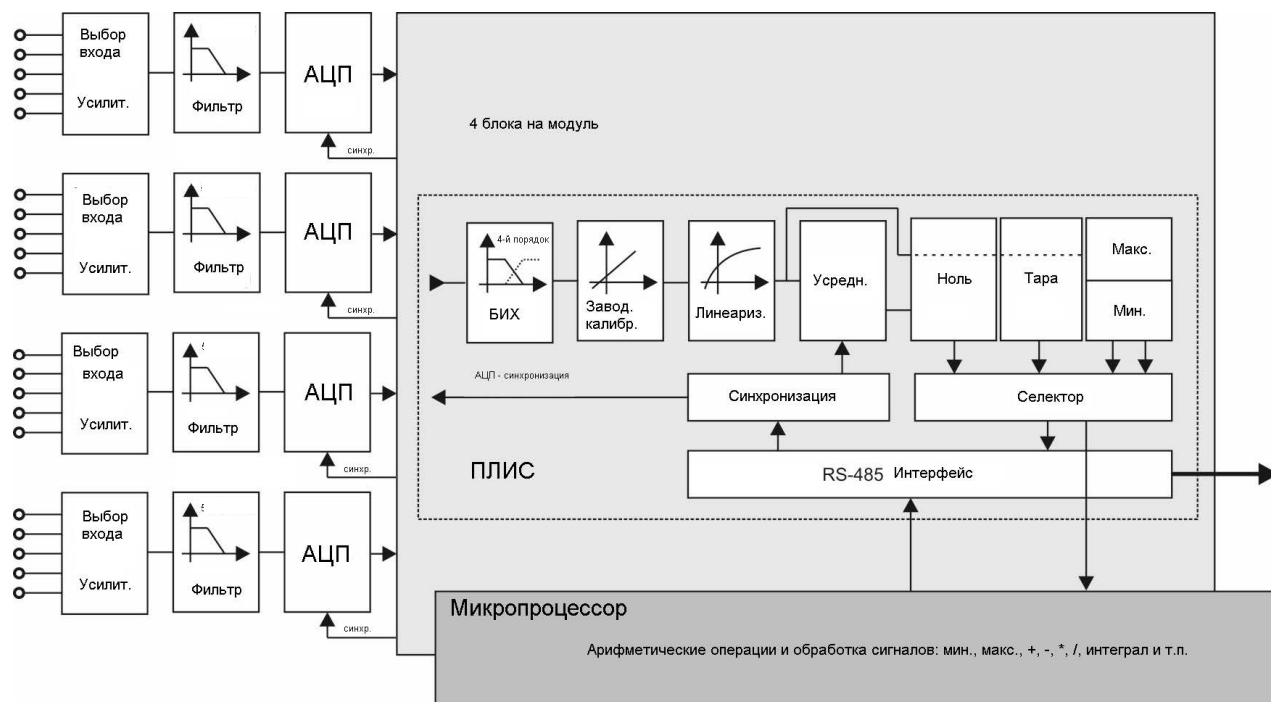 Выбор
входа
Усилит.
Фильтр
АЦП
синхр.
Выбор
входа
Усилит.
Фильтр
АЦП
синхр.
Выбор
входа
Усилит.
Фильтр
АЦП
синхр.
Выбор
входа
Усилит.
Фильтр
АЦП
синхр.
4 блока на модуль
4-й порядок
БИХ
Завод.
калибр.
Линеариз.
Усредн.
Ноль
Тара
Макс.
Мин.
АЦП - синхронизация
Синхронизация
Селектор
ПЛИС
RS-485 Интерфейс
Микропроцессор
Арифметические операции и обработка сигналов: мин., макс., +, -, *, /, интеграл и т.п.